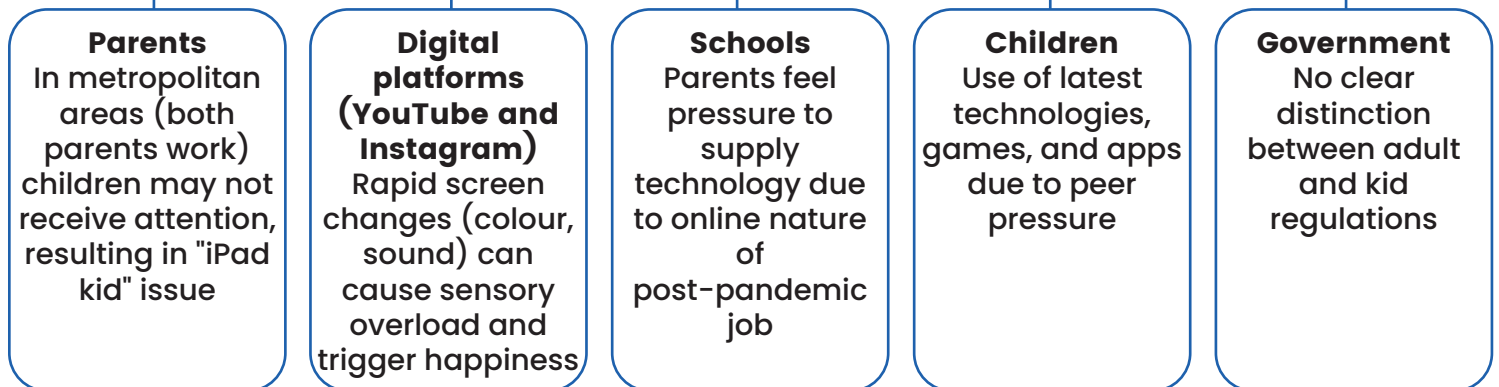 Parents
In metropolitan
areas (both
parents work)
children may not
receive attention,
resulting in "iPad
kid" issue
Digital
platforms
(YouTube and
Instagram)
Rapid screen
changes (colour,
sound) can
cause sensory
overload and
trigger happiness
Schools
Parents feel
pressure to
supply
technology due
to online nature
of
post-pandemic
job
Children
Use of latest
technologies,
games, and apps
due to peer
pressure
Government
No clear
distinction
between adult
and kid
regulations